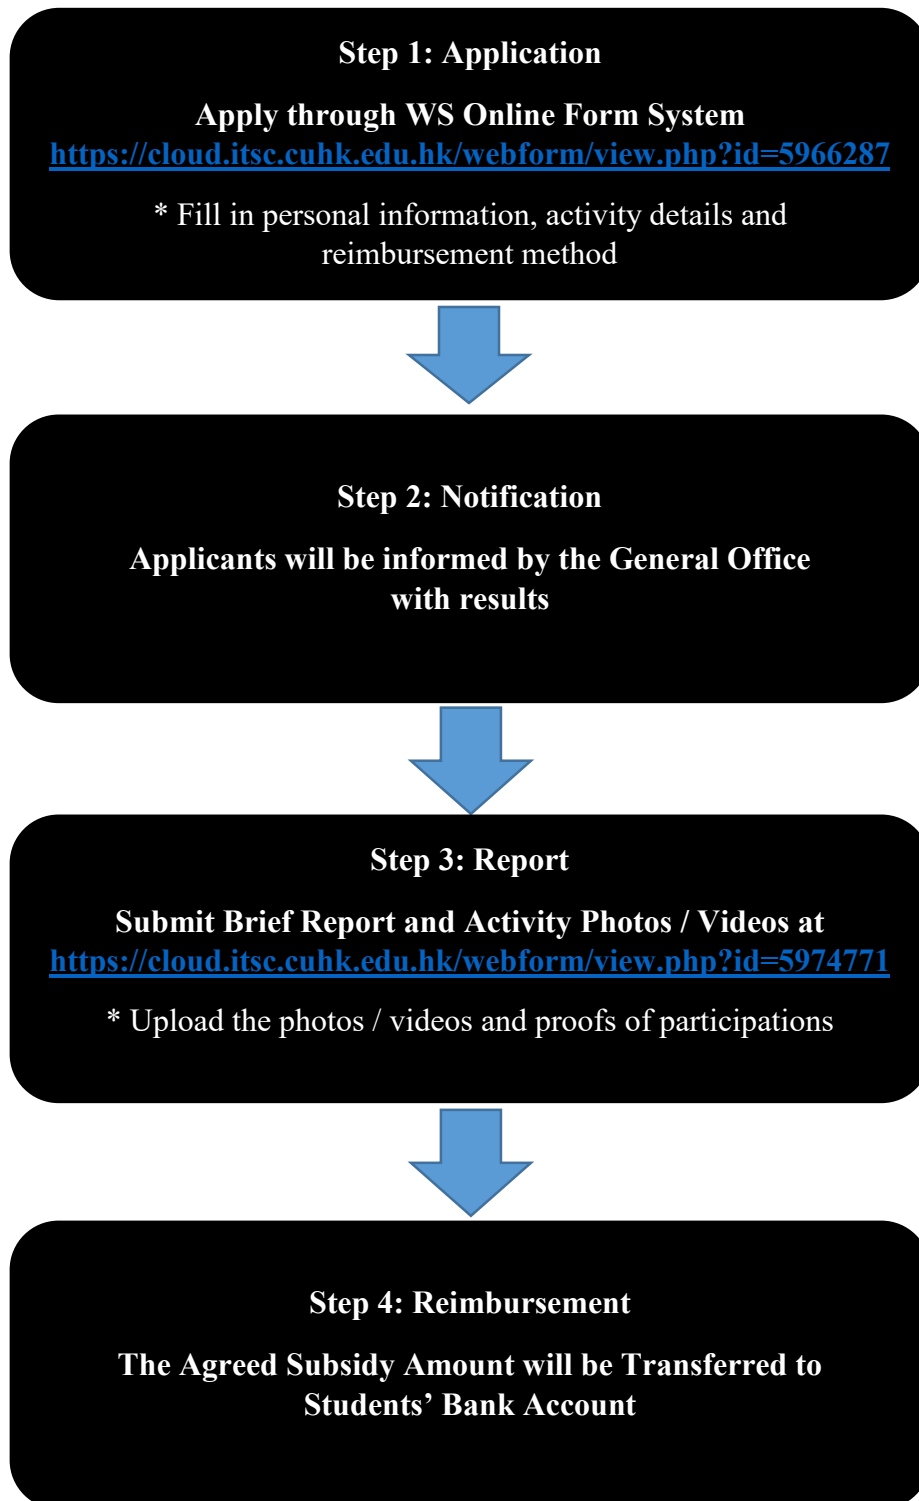 Step 1: Application
Apply through WS Online Form System
https://cloud.itsc.cuhk.edu.hk/webform/view.php?id=5966287
* Fill in personal information, activity details and
reimbursement method
Step 2: Notification
Applicants will be informed by the General Office
with results
Step 3: Report
Submit Brief Report and Activity Photos / Videos at
https://cloud.itsc.cuhk.edu.hk/webform/view.php?id=5974771
* Upload the photos / videos and proofs of participations
Step 4: Reimbursement
The Agreed Subsidy Amount will be Transferred to
Students’ Bank Account